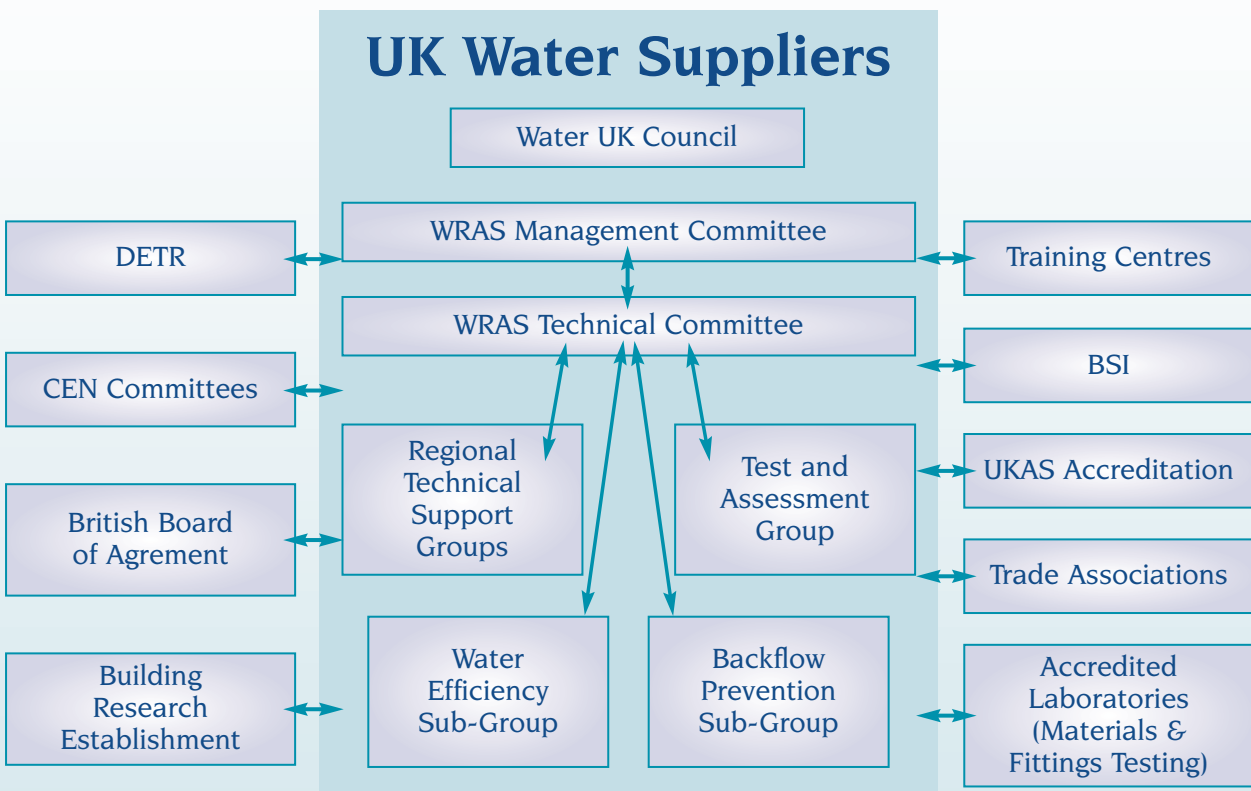 UK Water Suppliers
Water UK Council
WRAS Management Committee
WRAS Technical Committee
DETR
CEN Committees
British Board
of Agrement
Building
Research
Establishment
Regional
Technical
Support
Groups
Test and
Assessment
Group
Water
Efficiency
Sub-Group
Backflow
Prevention
Sub-Group
Training Centres
BSI
UKAS Accreditation
Trade Associations
Accredited
Laboratories
(Materials &
Fittings Testing)